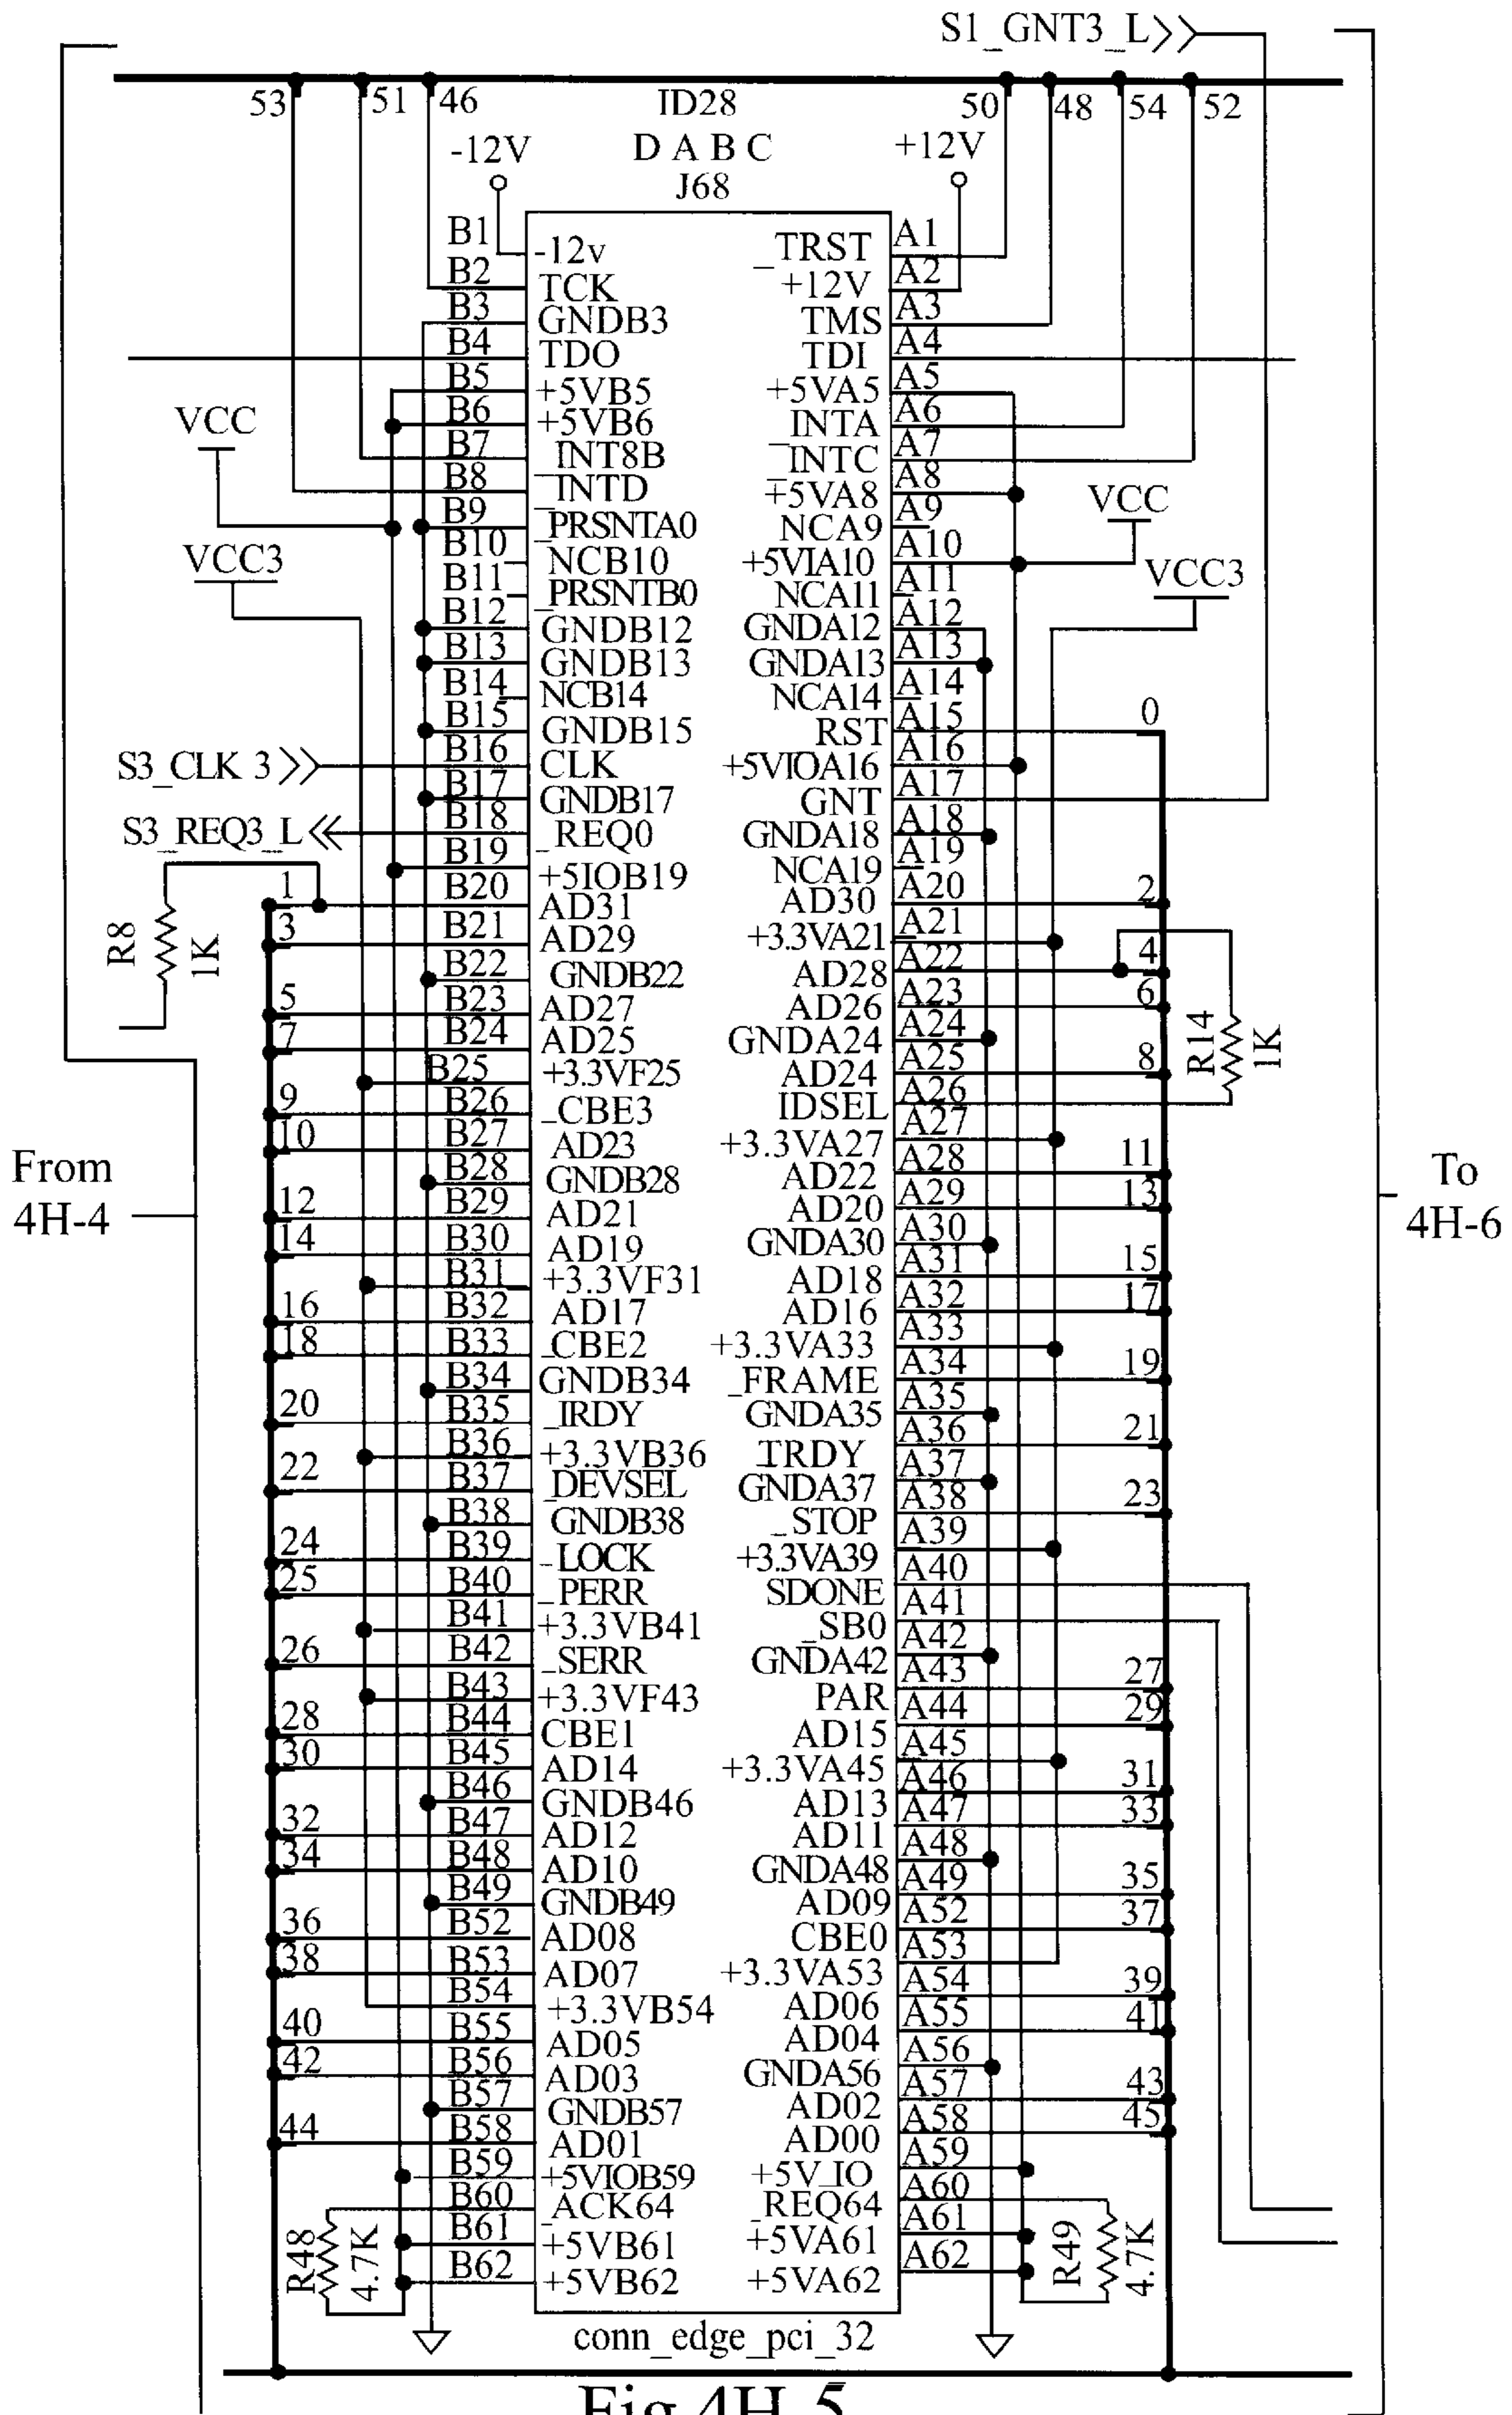 S1_GNT3_L
53 51 46 ID28 50 48 54 52
-12V D A B C +12V
J68
B1 -12v _TRST A1
B2 TCK +12V A2
B3 GNDB3 TMS A3
B4 TDO TDI A4
B5 +5VB5 +5VA5 A5
VCC B6 +5VB6 INTA A6
B7 INT8B _INTC A7
B8 _INTD +5VA8 A8 VCC
B9 _PRSNTA0 NCA9 A9
B10 NCB10 +5VIA10 A10
VCC3 B11 _PRSNTB0 NCA11 A11 VCC3
B12 GNDB12 GNDA12 A12
B13 GNDB13 GNDA13 A13
B14 NCB14 NCA14 A14
B15 GNDB15 RST A15 0
S3_CLK 3 B16 CLK +5VIOA16 A16
B17 GNDB17 GNT A17
S3_REQ3_L B18 _REQ0 GNDA18 A18
B19 +5IOB19 NCA19 A19
1 B20 AD31 AD30 A20 2
3 B21 AD29 +3.3VA21 A21
R8 1K B22 GNDB22 AD28 A22 4
5 B23 AD27 AD26 A23 6
7 B24 AD25 GNDA24 A24
B25 +3.3VF25 AD24 A25 8 R14 1K
9 B26 _CBE3 IDSEL A26
10 B27 AD23 +3.3VA27 A27
From 4H-4 B28 GNDB28 AD22 A28 11 To 4H-6
12 B29 AD21 AD20 A29 13
14 B30 AD19 GNDA30 A30
B31 +3.3VF31 AD18 A31 15
16 B32 AD17 AD16 A32 17
18 B33 _CBE2 +3.3VA33 A33
B34 GNDB34 _FRAME A34 19
20 B35 _IRDY GNDA35 A35
B36 +3.3VB36 _TRDY A36 21
22 B37 _DEVSEL GNDA37 A37
B38 GNDB38 _STOP A38 23
24 B39 _LOCK +3.3VA39 A39
25 B40 _PERR SDONE A40
B41 +3.3VB41 _SB0 A41
26 B42 _SERR GNDA42 A42
B43 +3.3VF43 PAR A43 27
28 B44 CBE1 AD15 A44 29
30 B45 AD14 +3.3VA45 A45
B46 GNDB46 AD13 A46 31
32 B47 AD12 AD11 A47 33
34 B48 AD10 GNDA48 A48
B49 GNDB49 AD09 A49 35
36 B52 AD08 CBE0 A52 37
38 B53 AD07 +3.3VA53 A53
B54 +3.3VB54 AD06 A54 39
40 B55 AD05 AD04 A55 41
42 B56 AD03 GNDA56 A56
B57 GNDB57 AD02 A57 43
44 B58 AD01 AD00 A58 45
B59 +5VIOB59 +5V_IO A59
B60 _ACK64 _REQ64 A60
R48 4.7K B61 +5VB61 +5VA61 A61 R49 4.7K
B62 +5VB62 +5VA62 A62
conn_edge_pci_32
Fig 4H-5